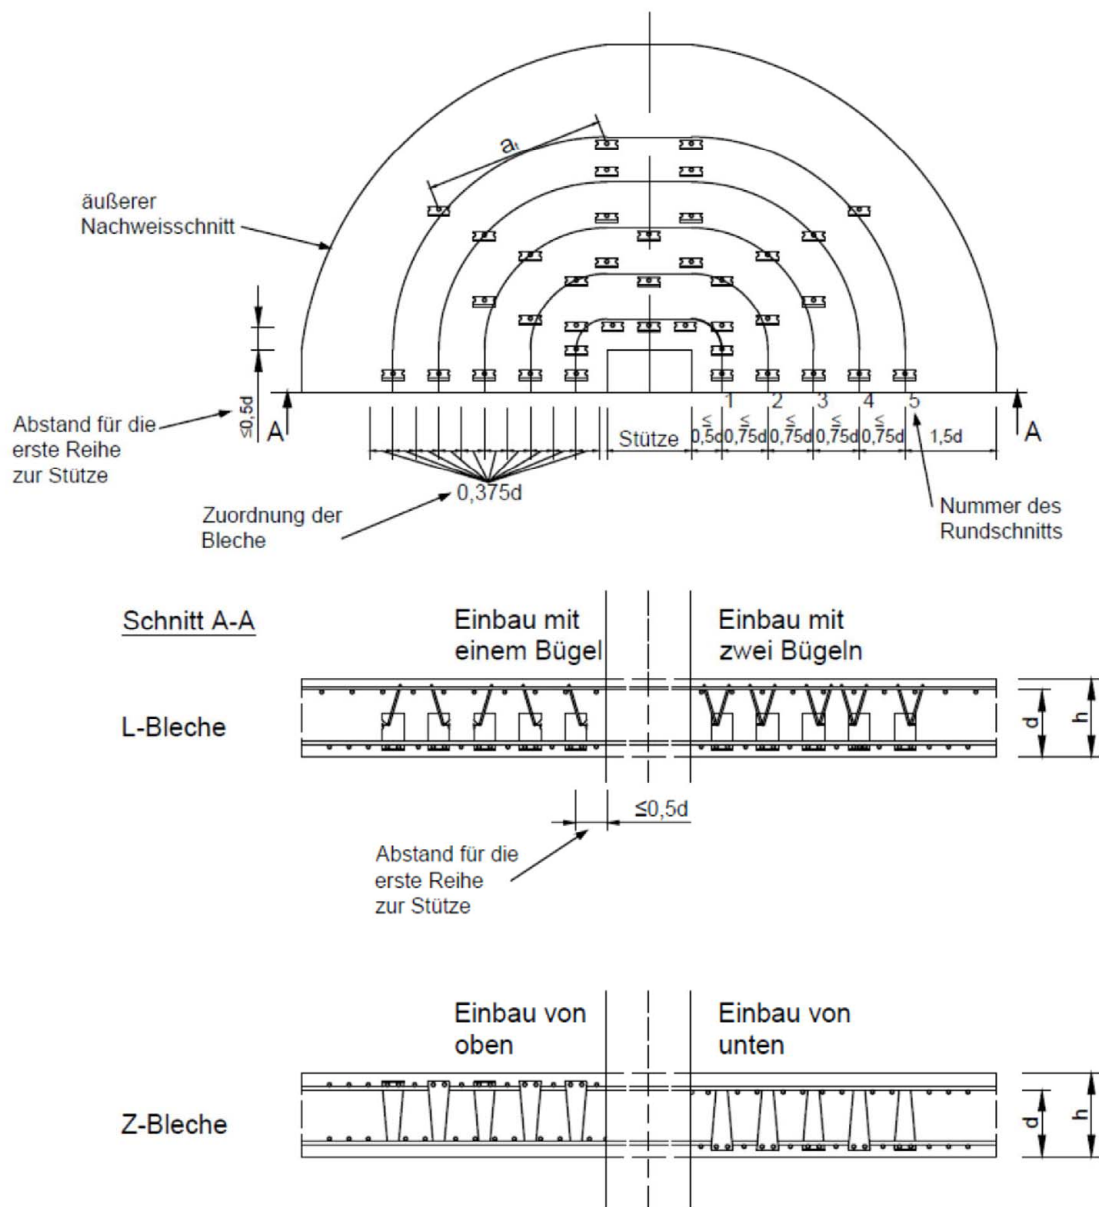 aₜ
äußerer
Nachweisschnitt
≤0,5d
Abstand für die
erste Reihe
zur Stütze
A
1
2
3
4
5
A
Stütze
≤
0,5d
≤
0,75d
≤
0,75d
≤
0,75d
≤
0,75d
1,5d
0,375d
Zuordnung der
Bleche
Nummer des
Rundschnitts
Schnitt A-A
Einbau mit
einem Bügel
Einbau mit
zwei Bügeln
L-Bleche
d
h
≤0,5d
Abstand für die
erste Reihe
zur Stütze
Einbau von
oben
Einbau von
unten
Z-Bleche
d
h